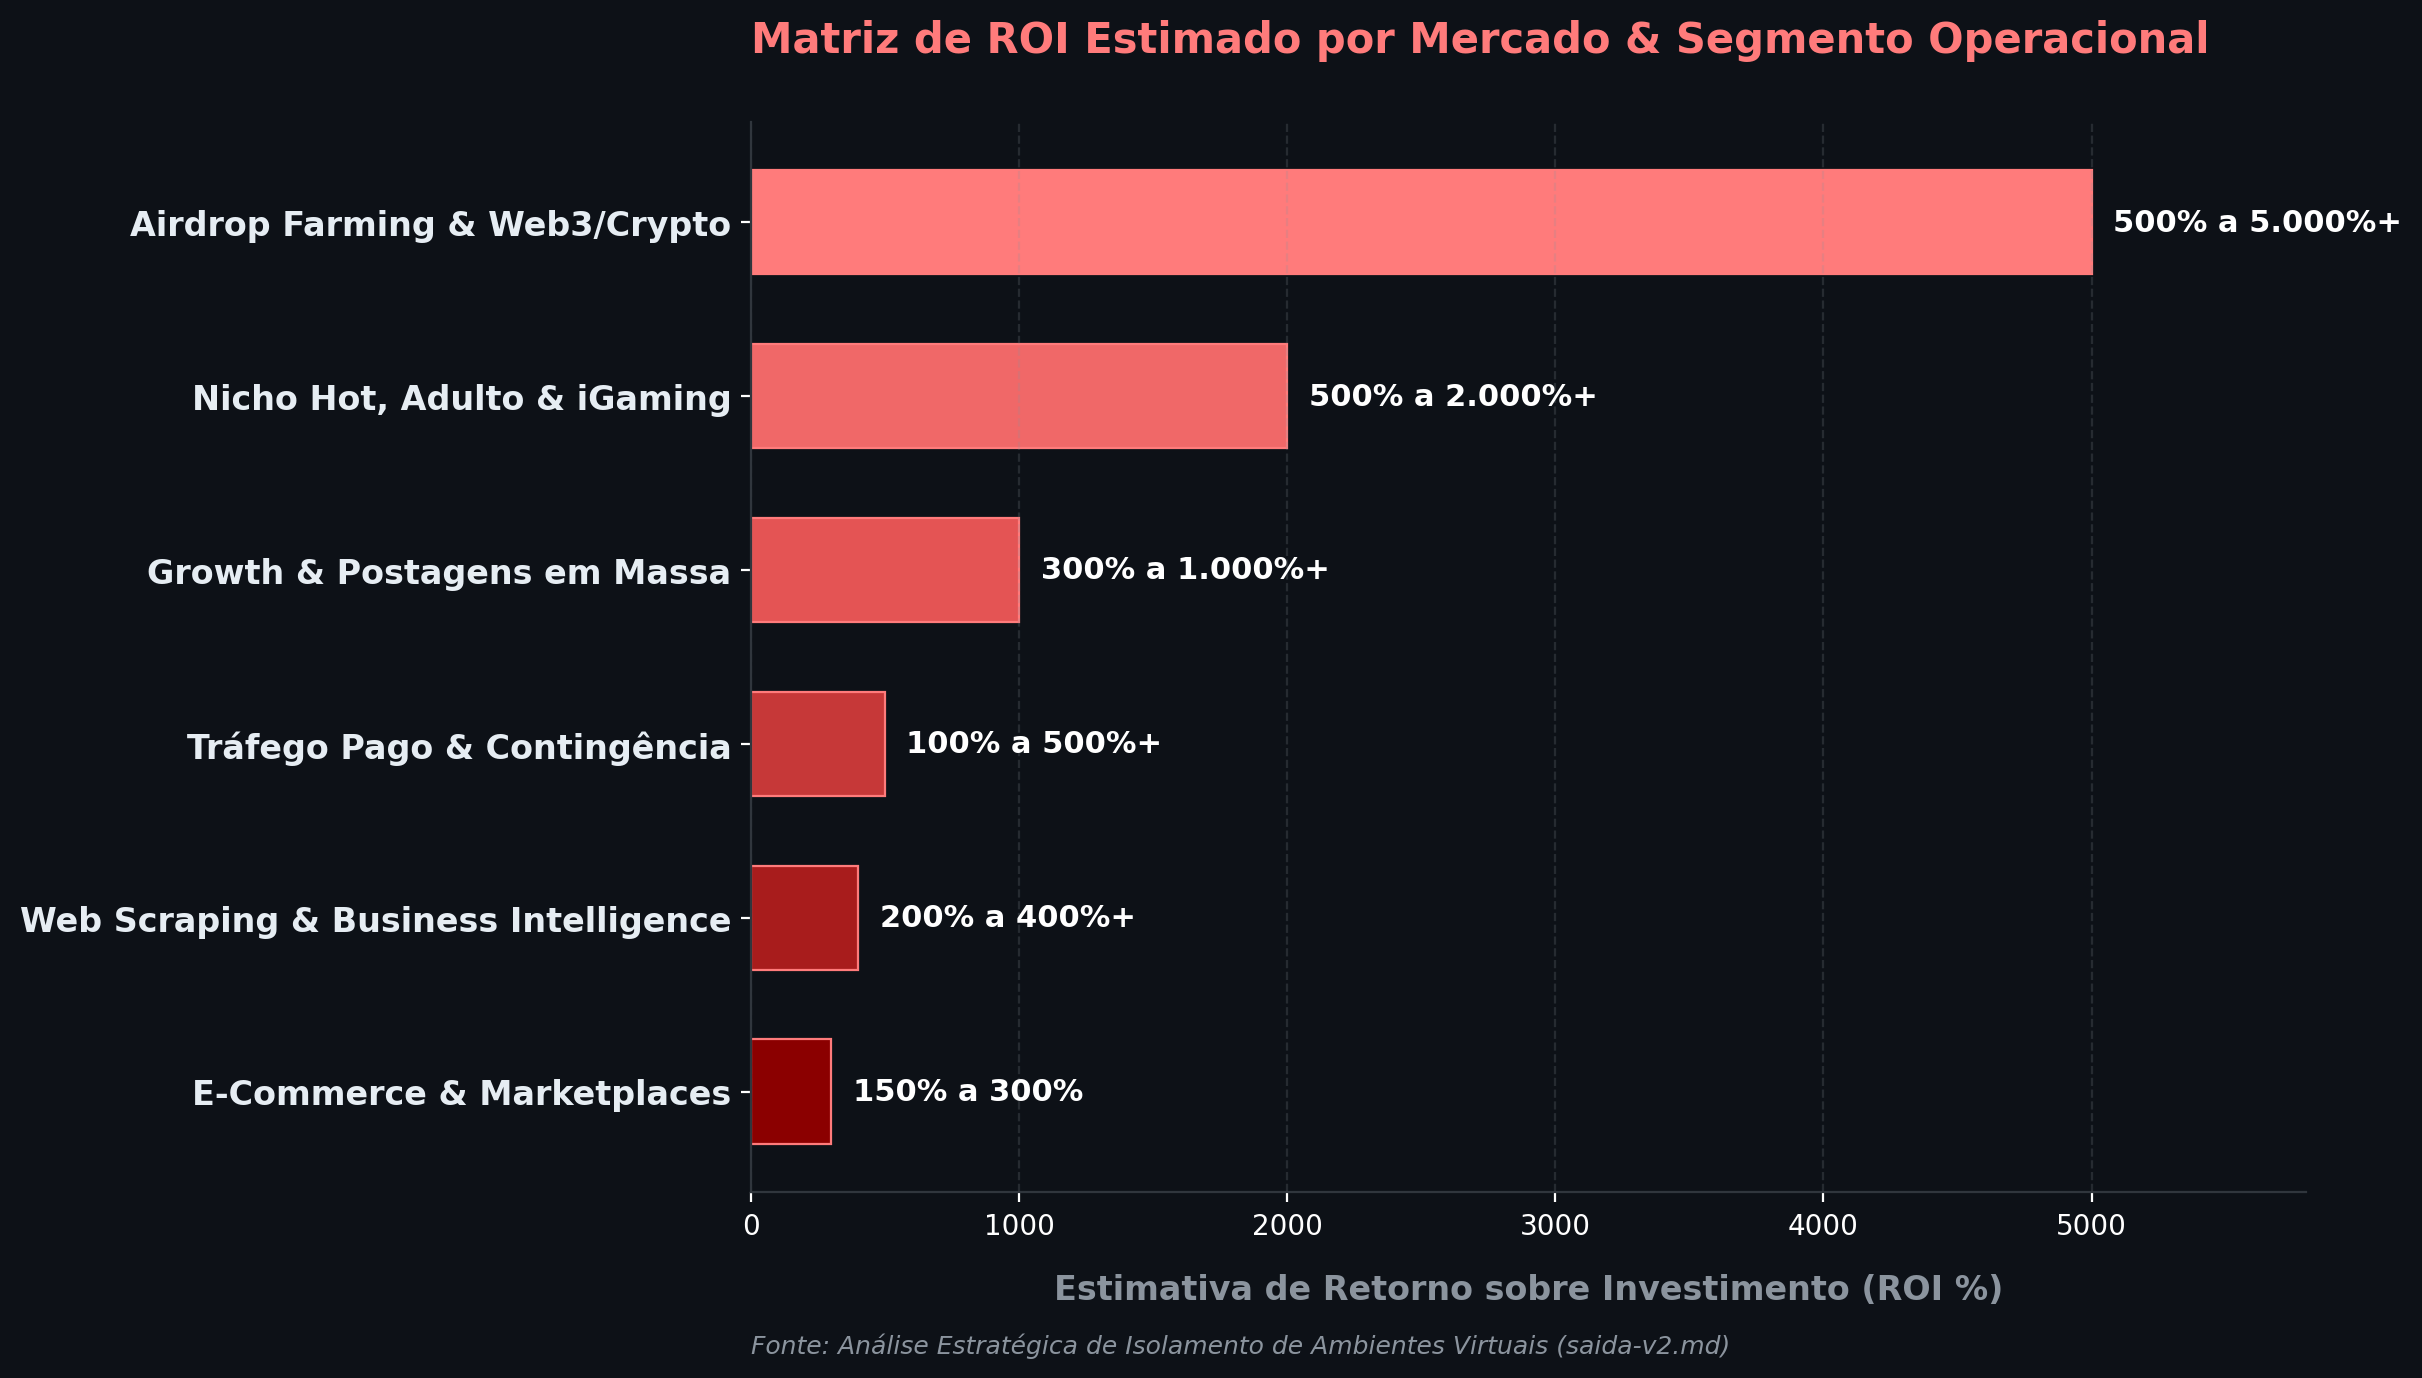 Matriz de ROI Estimado por Mercado & Segmento Operacional
Airdrop Farming & Web3/Crypto
500% a 5.000%+
Nicho Hot, Adulto & iGaming
500% a 2.000%+
Growth & Postagens em Massa
300% a 1.000%+
Tráfego Pago & Contingência
100% a 500%+
Web Scraping & Business Intelligence
200% a 400%+
E-Commerce & Marketplaces
150% a 300%
0 1000 2000 3000 4000 5000
Estimativa de Retorno sobre Investimento (ROI %)
Fonte: Análise Estratégica de Isolamento de Ambientes Virtuais (saida-v2.md)